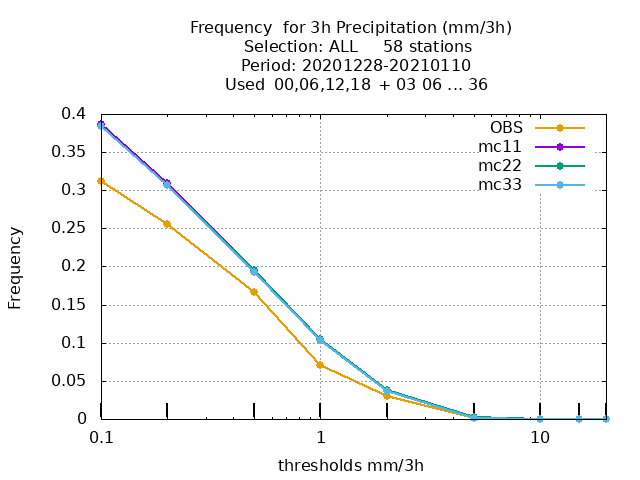 Frequency  for 3h Precipitation (mm/3h)
Selection: ALL     58 stations
Period: 20201228-20210110
Used  00,06,12,18  + 03 06 ... 36
0.4
0.35
0.3
0.25
0.2
0.15
0.1
0.05
0
Frequency
OBS
mc11
mc22
mc33
0.1
1
10
thresholds mm/3h